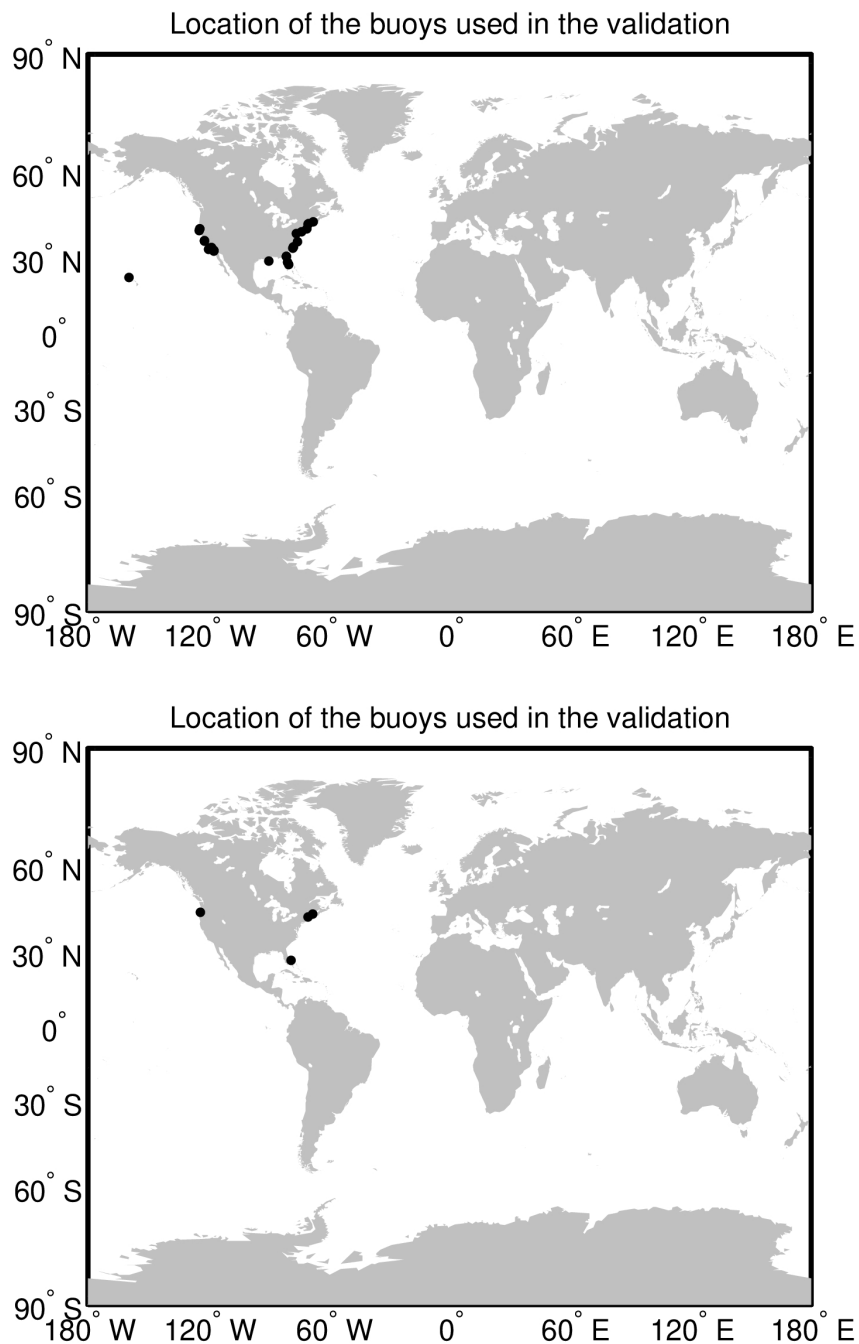 Location of the buoys used in the validation
90° N
60° N
30° N
0°
30° S
60° S
90° S
180° W 120° W 60° W 0° 60° E 120° E 180° E
Location of the buoys used in the validation
90° N
60° N
30° N
0°
30° S
60° S
90° S
180° W 120° W 60° W 0° 60° E 120° E 180° E